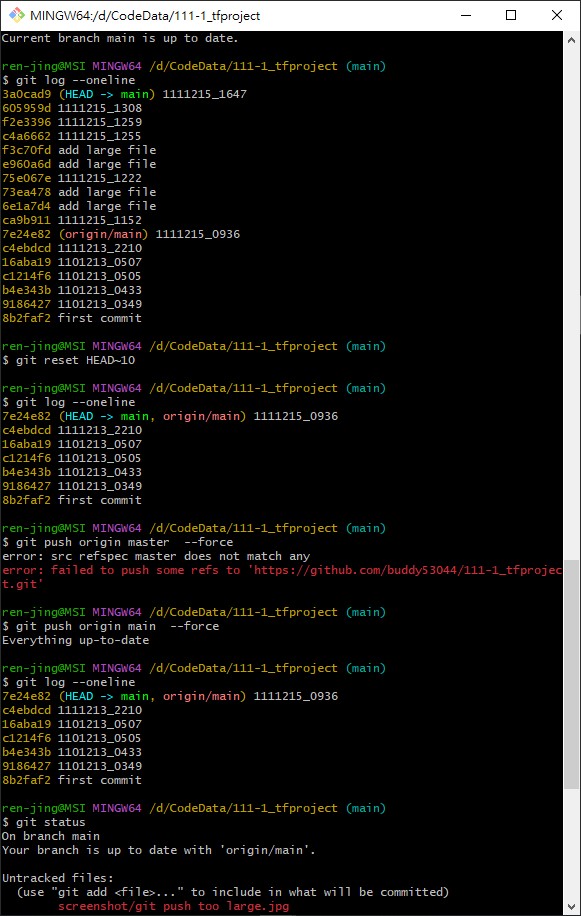 MINGW64:/d/CodeData/111-1_tfproject
Current branch main is up to date.
ren-jing@MSI MINGW64 /d/CodeData/111-1_tfproject (main)
$ git log --oneline
3a0cad9 (HEAD -> main) 1111215_1647
605959d 1111215_1308
f2e3396 1111215_1259
c4a6662 1111215_1255
f3c70fd add large file
e960a6d add large file
75e067e 1111215_1222
73ea478 add large file
6e1a7d4 add large file
ca9b911 1111215_1152
7e24e82 (origin/main) 1111215_0936
c4ebdcd 1111213_2210
16aba19 1101213_0507
c1214f6 1101213_0505
b4e343b 1101213_0433
9186427 1101213_0349
8b2faf2 first commit
ren-jing@MSI MINGW64 /d/CodeData/111-1_tfproject (main)
$ git reset HEAD~10
ren-jing@MSI MINGW64 /d/CodeData/111-1_tfproject (main)
$ git log --oneline
7e24e82 (HEAD -> main, origin/main) 1111215_0936
c4ebdcd 1111213_2210
16aba19 1101213_0507
c1214f6 1101213_0505
b4e343b 1101213_0433
9186427 1101213_0349
8b2faf2 first commit
ren-jing@MSI MINGW64 /d/CodeData/111-1_tfproject (main)
$ git push origin master  --force
error: src refspec master does not match any
error: failed to push some refs to 'https://github.com/buddy53044/111-1_tfprojec
t.git'
ren-jing@MSI MINGW64 /d/CodeData/111-1_tfproject (main)
$ git push origin main  --force
Everything up-to-date
ren-jing@MSI MINGW64 /d/CodeData/111-1_tfproject (main)
$ git log --oneline
7e24e82 (HEAD -> main, origin/main) 1111215_0936
c4ebdcd 1111213_2210
16aba19 1101213_0507
c1214f6 1101213_0505
b4e343b 1101213_0433
9186427 1101213_0349
8b2faf2 first commit
ren-jing@MSI MINGW64 /d/CodeData/111-1_tfproject (main)
$ git status
On branch main
Your branch is up to date with 'origin/main'.
Untracked files:
  (use "git add <file>..." to include in what will be committed)
        screenshot/git push too large.jpg